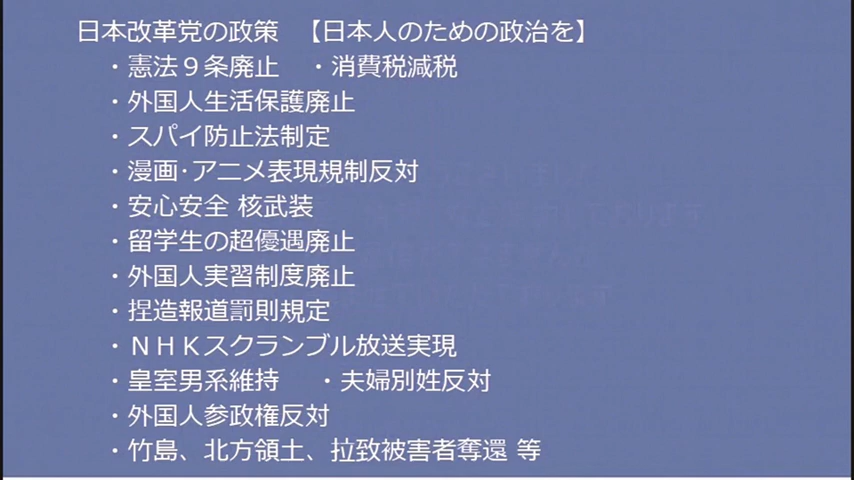 日本改革党の政策 【日本人のための政治を】
・憲法９条廃止 ・消費税減税
・外国人生活保護廃止
・スパイ防止法制定
・漫画･アニメ表現規制反対
・安心安全 核武装
・留学生の超優遇廃止
・外国人実習制度廃止
・捏造報道罰則規定
・ＮＨＫスクランブル放送実現
・皇室男系維持 ・夫婦別姓反対
・外国人参政権反対
・竹島、北方領土、拉致被害者奪還 等